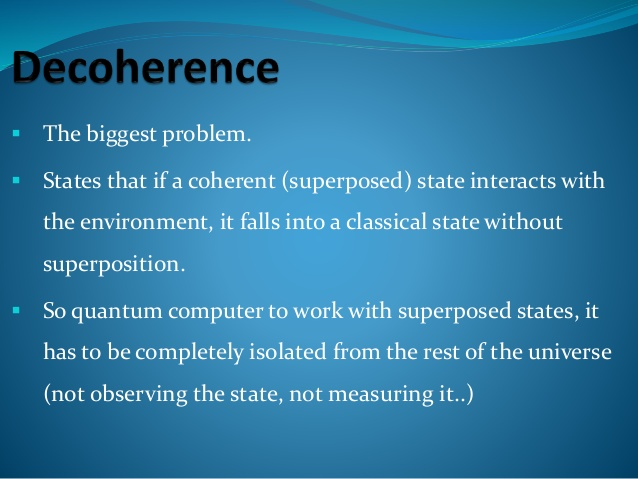 Decoherence
▪ The biggest problem.
▪ States that if a coherent (superposed) state interacts with
the environment, it falls into a classical state without
superposition.
▪ So quantum computer to work with superposed states, it
has to be completely isolated from the rest of the universe
(not observing the state, not measuring it..)